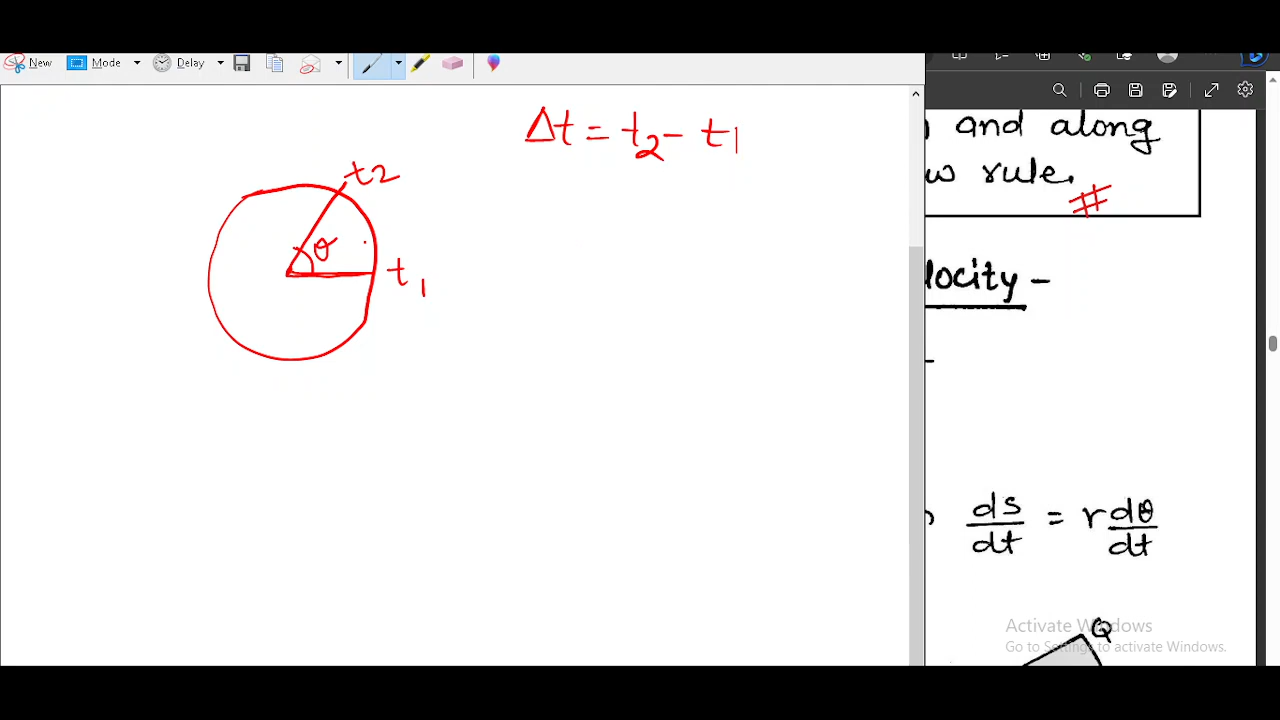 New Mode Delay
Δt = t2 - t1
t2
θ
t1
and along
rule.
#
locity -
-
ds/dt = r dθ/dt
Q
Activate Windows
Go to Settings to activate Windows.